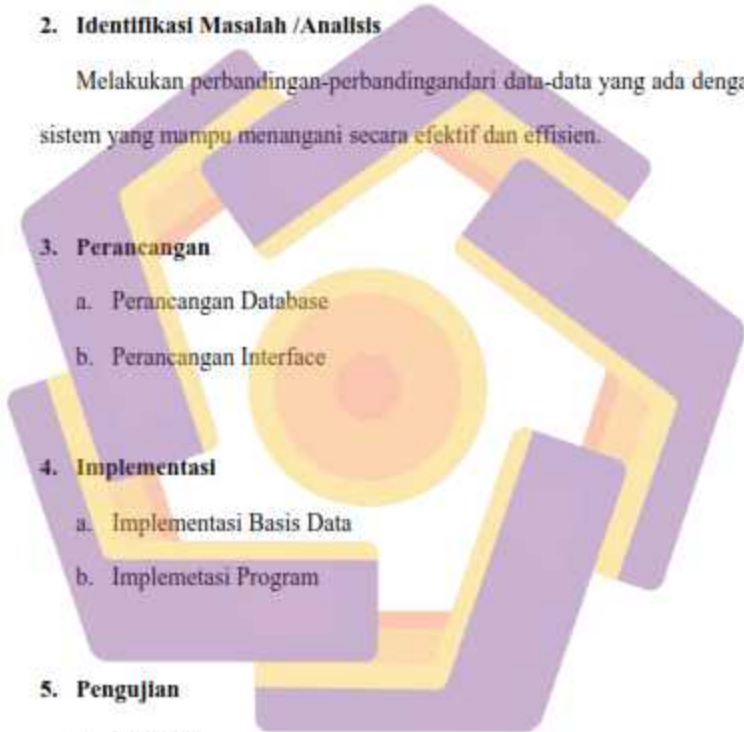 2. Identifikasi Masalah /Analisis
Melakukan perbandingan-perbandingandari data-data yang ada denga
sistem yang mampu menangani secara efektif dan effisien.
3. Perancangan
a. Perancangan Database
b. Perancangan Interface
4. Implementasi
a. Implementasi Basis Data
b. Implemetasi Program
5. Pengujian